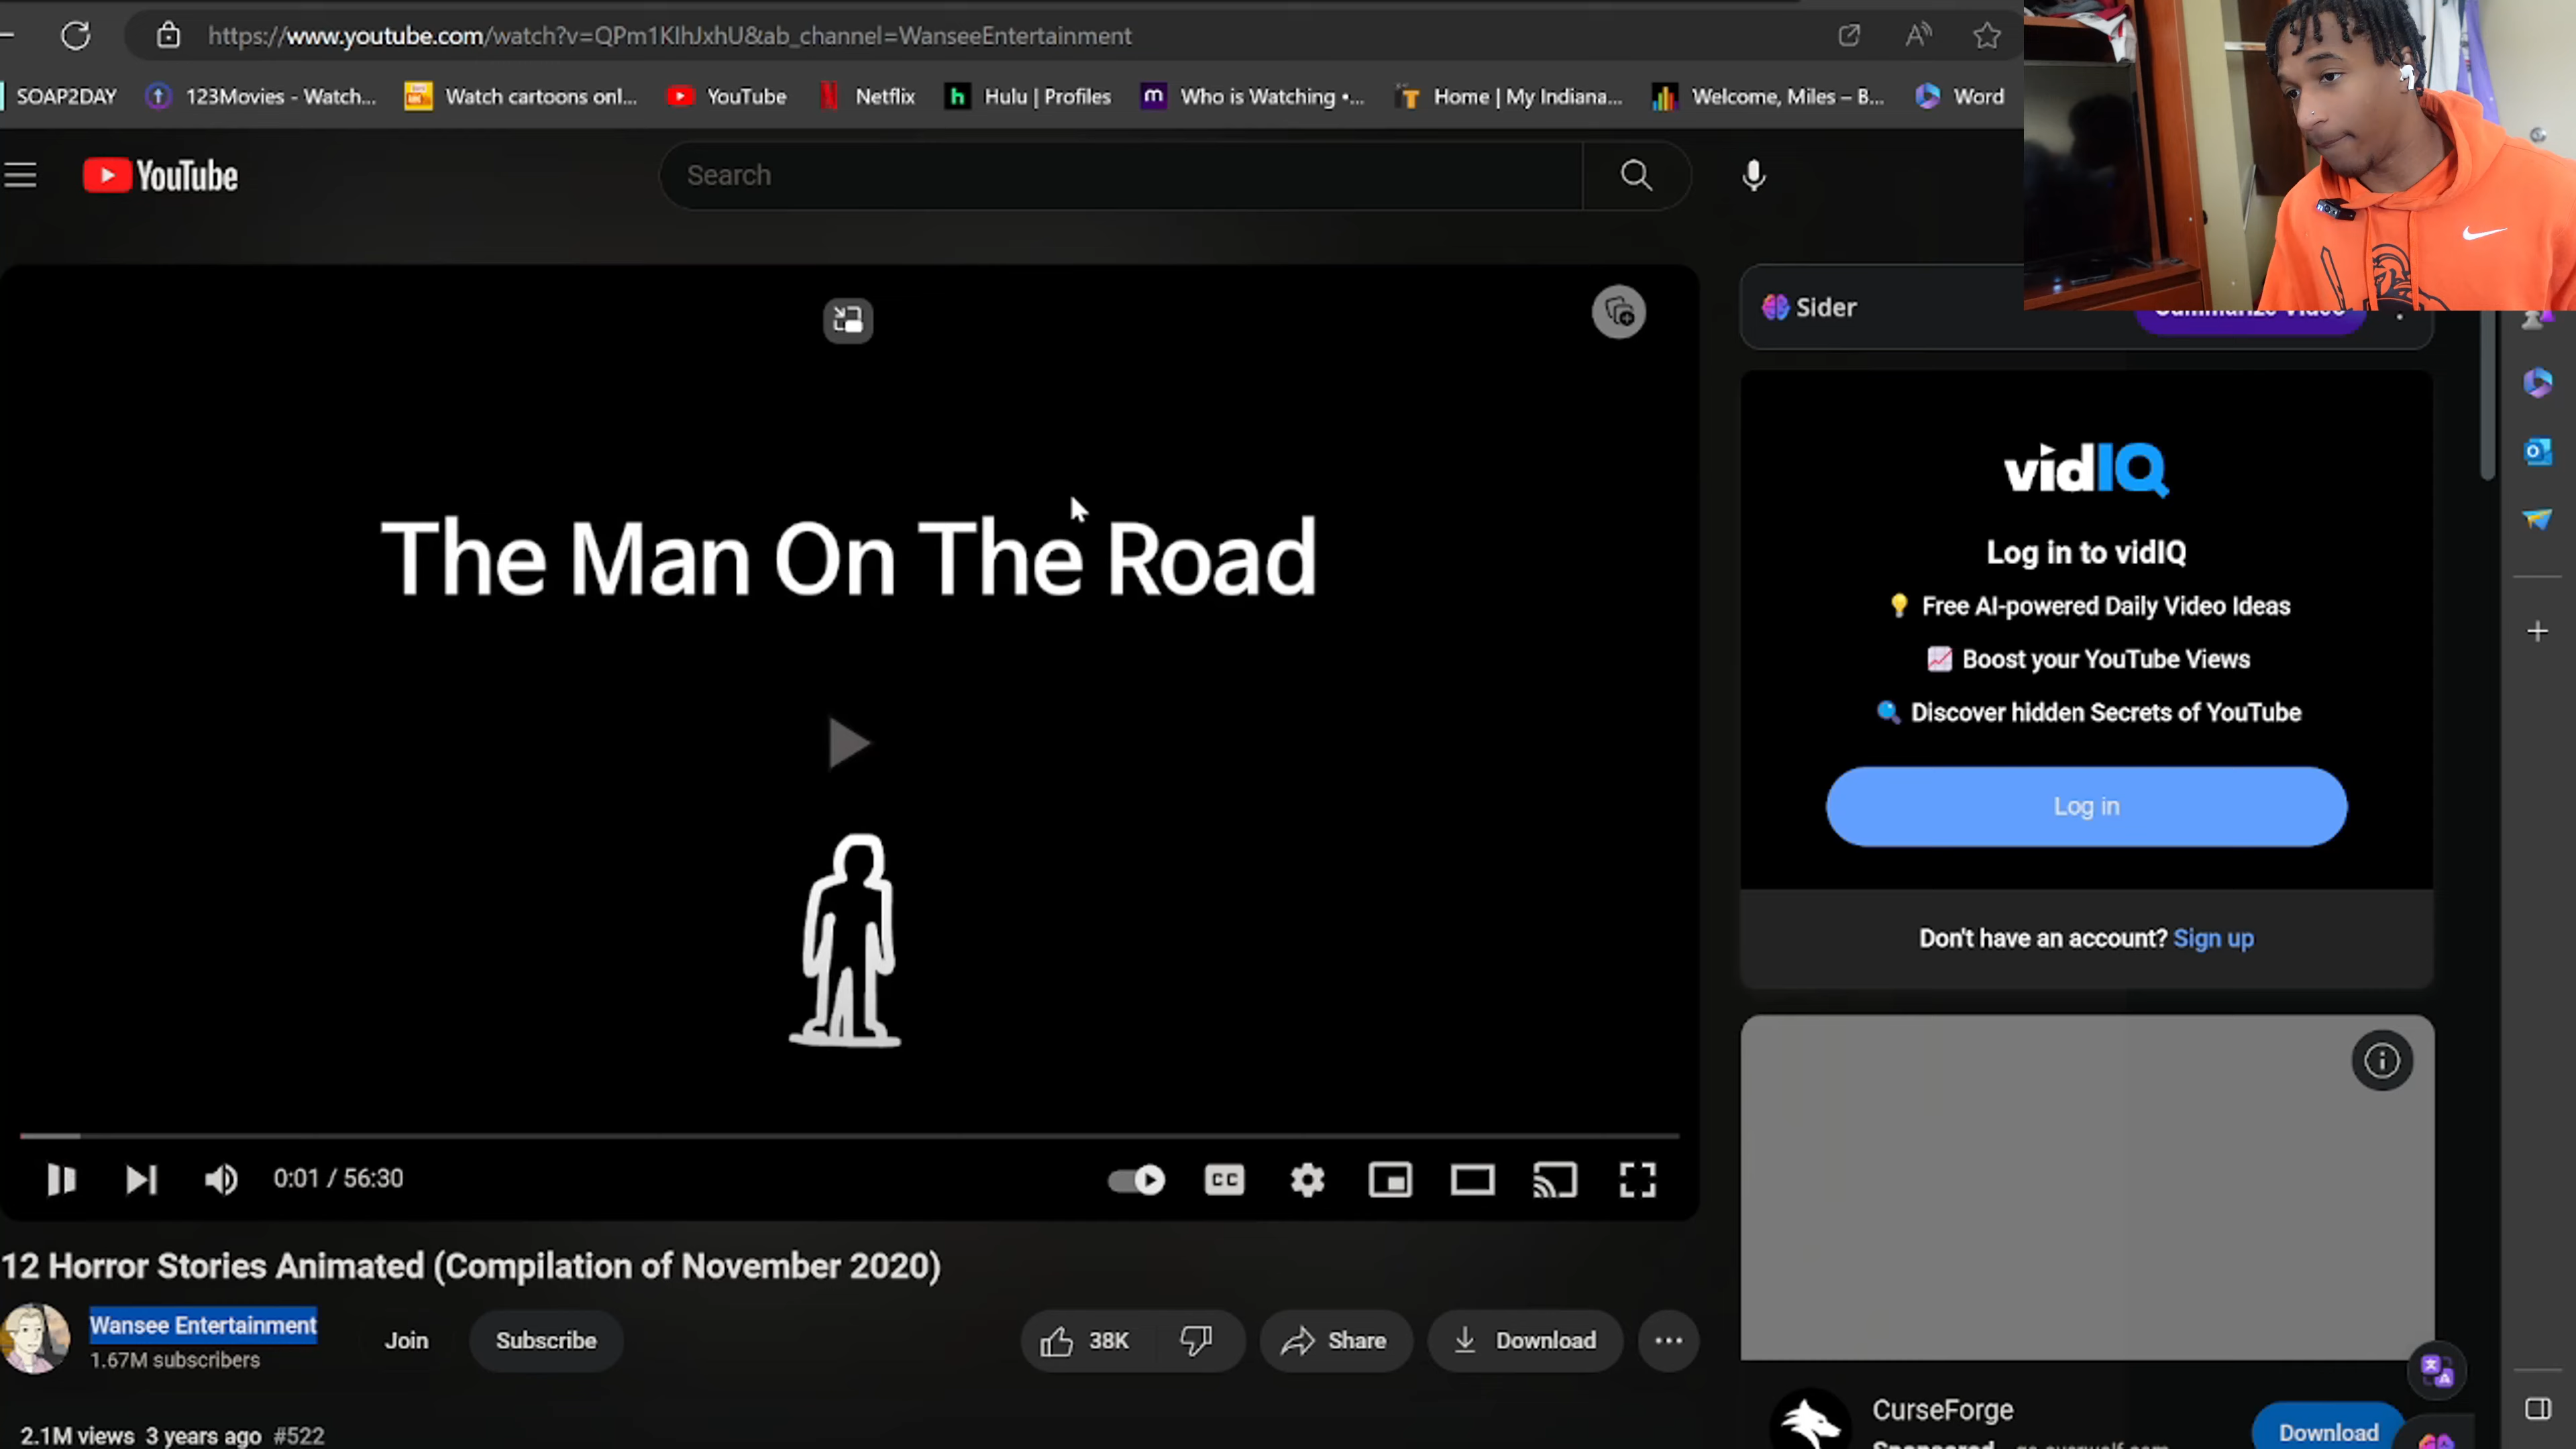 https://www.youtube.com/watch?v=QPm1KlhJxhU&ab_channel=WanseeEntertainment
SOAP2DAY 123Movies - Watch... Watch cartoons onl... YouTube Netflix Hulu | Profiles Who is Watching •... Home | My Indiana... Welcome, Miles – B... Word
YouTube
Search
Sider
Summarize Video
The Man On The Road
vidIQ
Log in to vidIQ
Free AI-powered Daily Video Ideas
Boost your YouTube Views
Discover hidden Secrets of YouTube
Log in
Don't have an account? Sign up
0:01 / 56:30
CC
12 Horror Stories Animated (Compilation of November 2020)
Wansee Entertainment
1.67M subscribers
Join
Subscribe
38K
Share
Download
2.1M views 3 years ago #522
CurseForge
Download